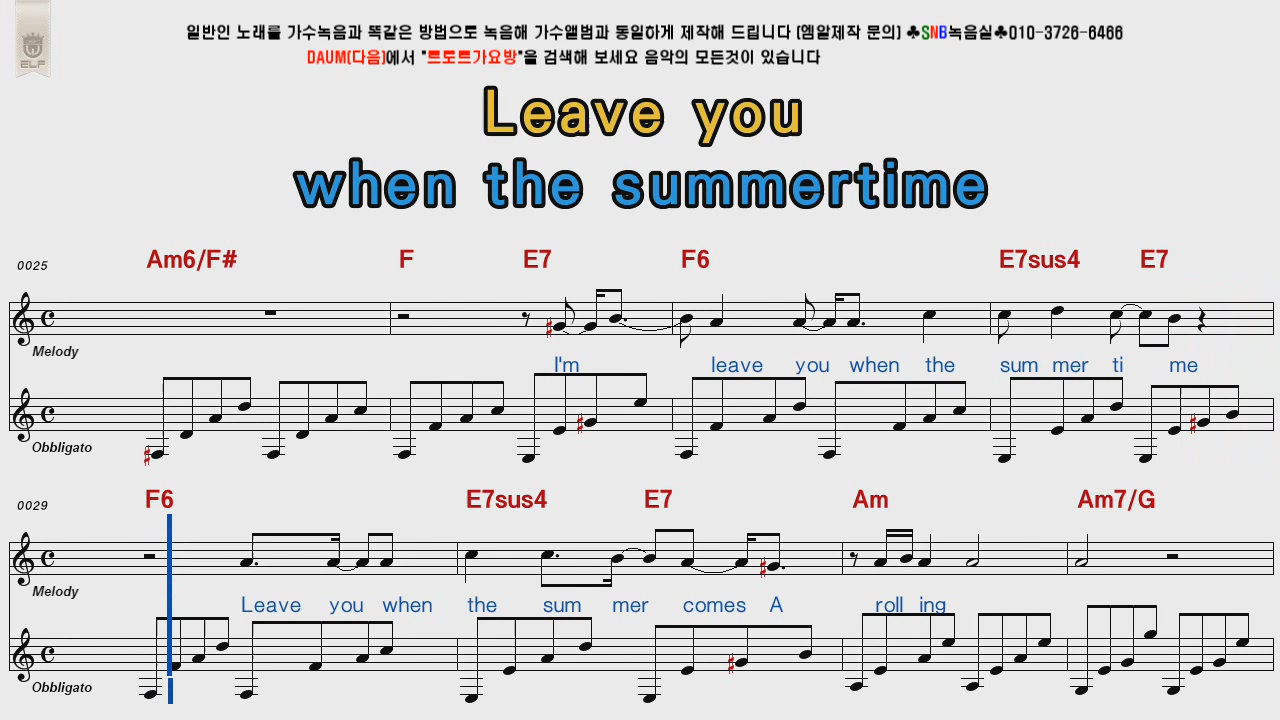 ELF
일반인 노래를 가수녹음과 똑같은 방법으로 녹음해 가수앨범과 동일하게 제작해 드립니다 (엠알제작 문의) ♣SNB녹음실♣010-3726-6466
DAUM(다음)에서 "트로트가요방"을 검색해 보세요 음악의 모든것이 있습니다
Leave you
when the summertime
0025 Am6/F# F E7 F6 E7sus4 E7
Melody
I'm leave you when the sum mer ti me
Obbligato
0029 F6 E7sus4 E7 Am Am7/G
Melody
Leave you when the sum mer comes A roll ing
Obbligato